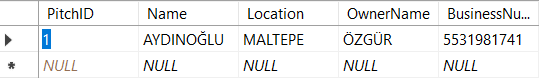 PitchID Name Location OwnerName BusinessNu...
1 AYDINOĞLU MALTEPE ÖZGÜR 5531981741
NULL NULL NULL NULL NULL